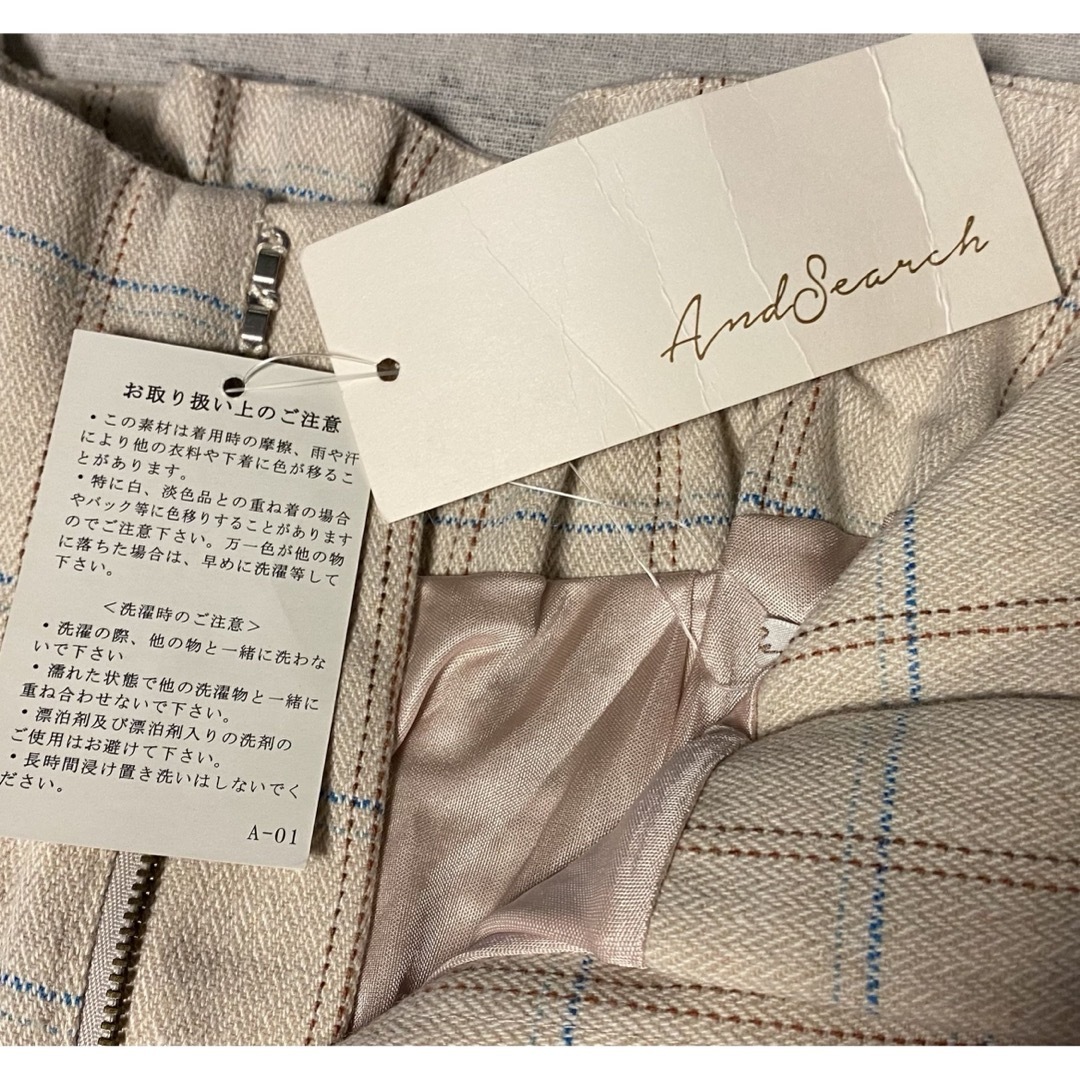 AndSearch
お取り扱い上のご注意
・この素材は着用時の摩擦、雨や汗
により他の衣料や下着に色が移るこ
とがあります。
・特に白、淡色品との重ね着の場合
やバック等に色移りすることがあります
のでご注意下さい。万一色が他の物
に落ちた場合は、早めに洗濯等して
下さい。
＜洗濯時のご注意＞
・洗濯の際、他の物と一緒に洗わな
いで下さい
・濡れた状態で他の洗濯物と一緒に
重ね合わせないで下さい。
・漂泊剤及び漂泊剤入りの洗剤の
ご使用はお避けて下さい。
・長時間浸け置き洗いはしないでく
ださい。
A-01